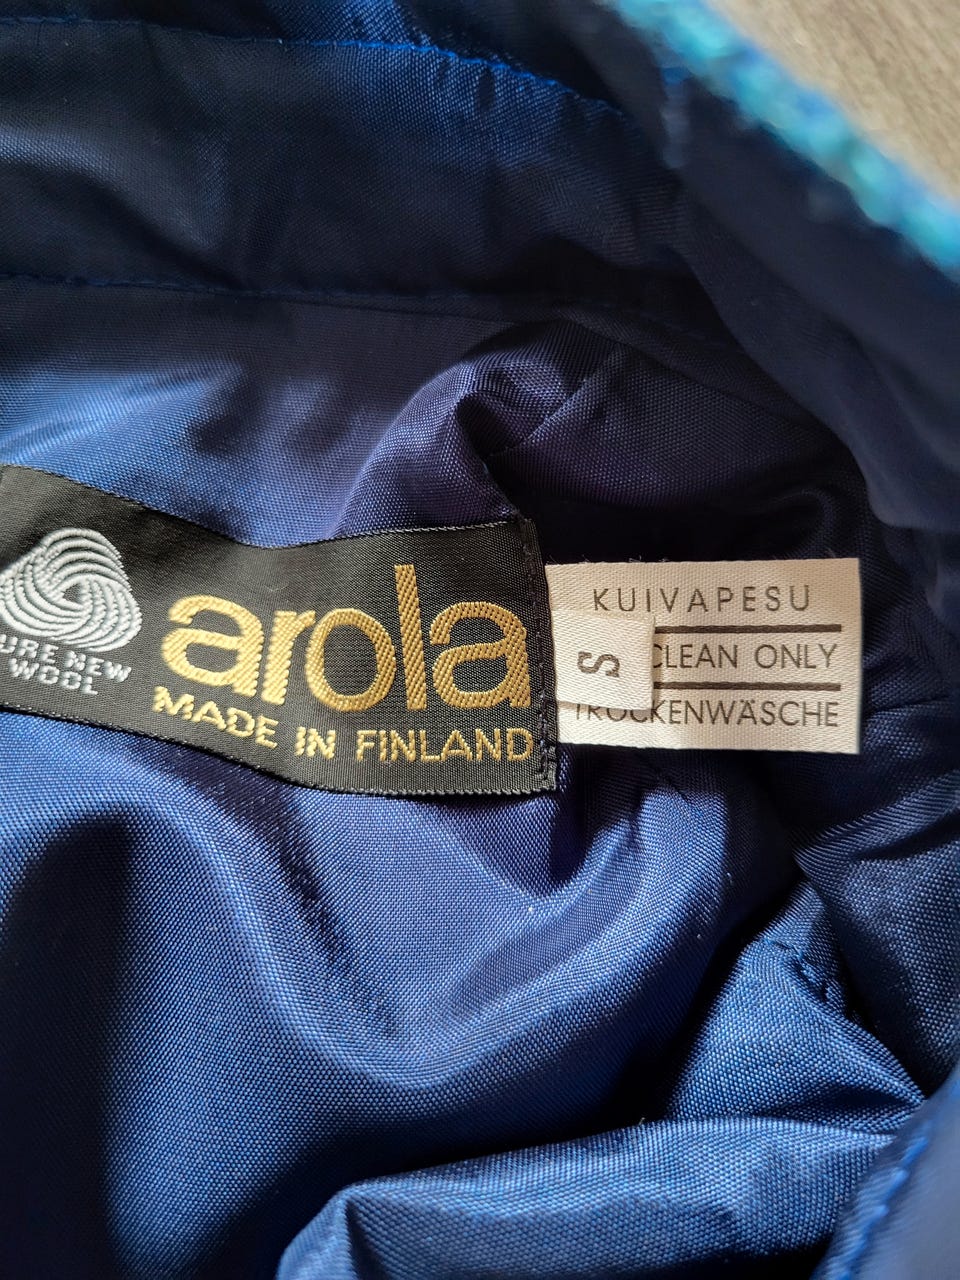 URE NEW
WOOL
arola
MADE IN FINLAND
KUIVAPESU
CLEAN ONLY
TROCKENWÄSCHE
S